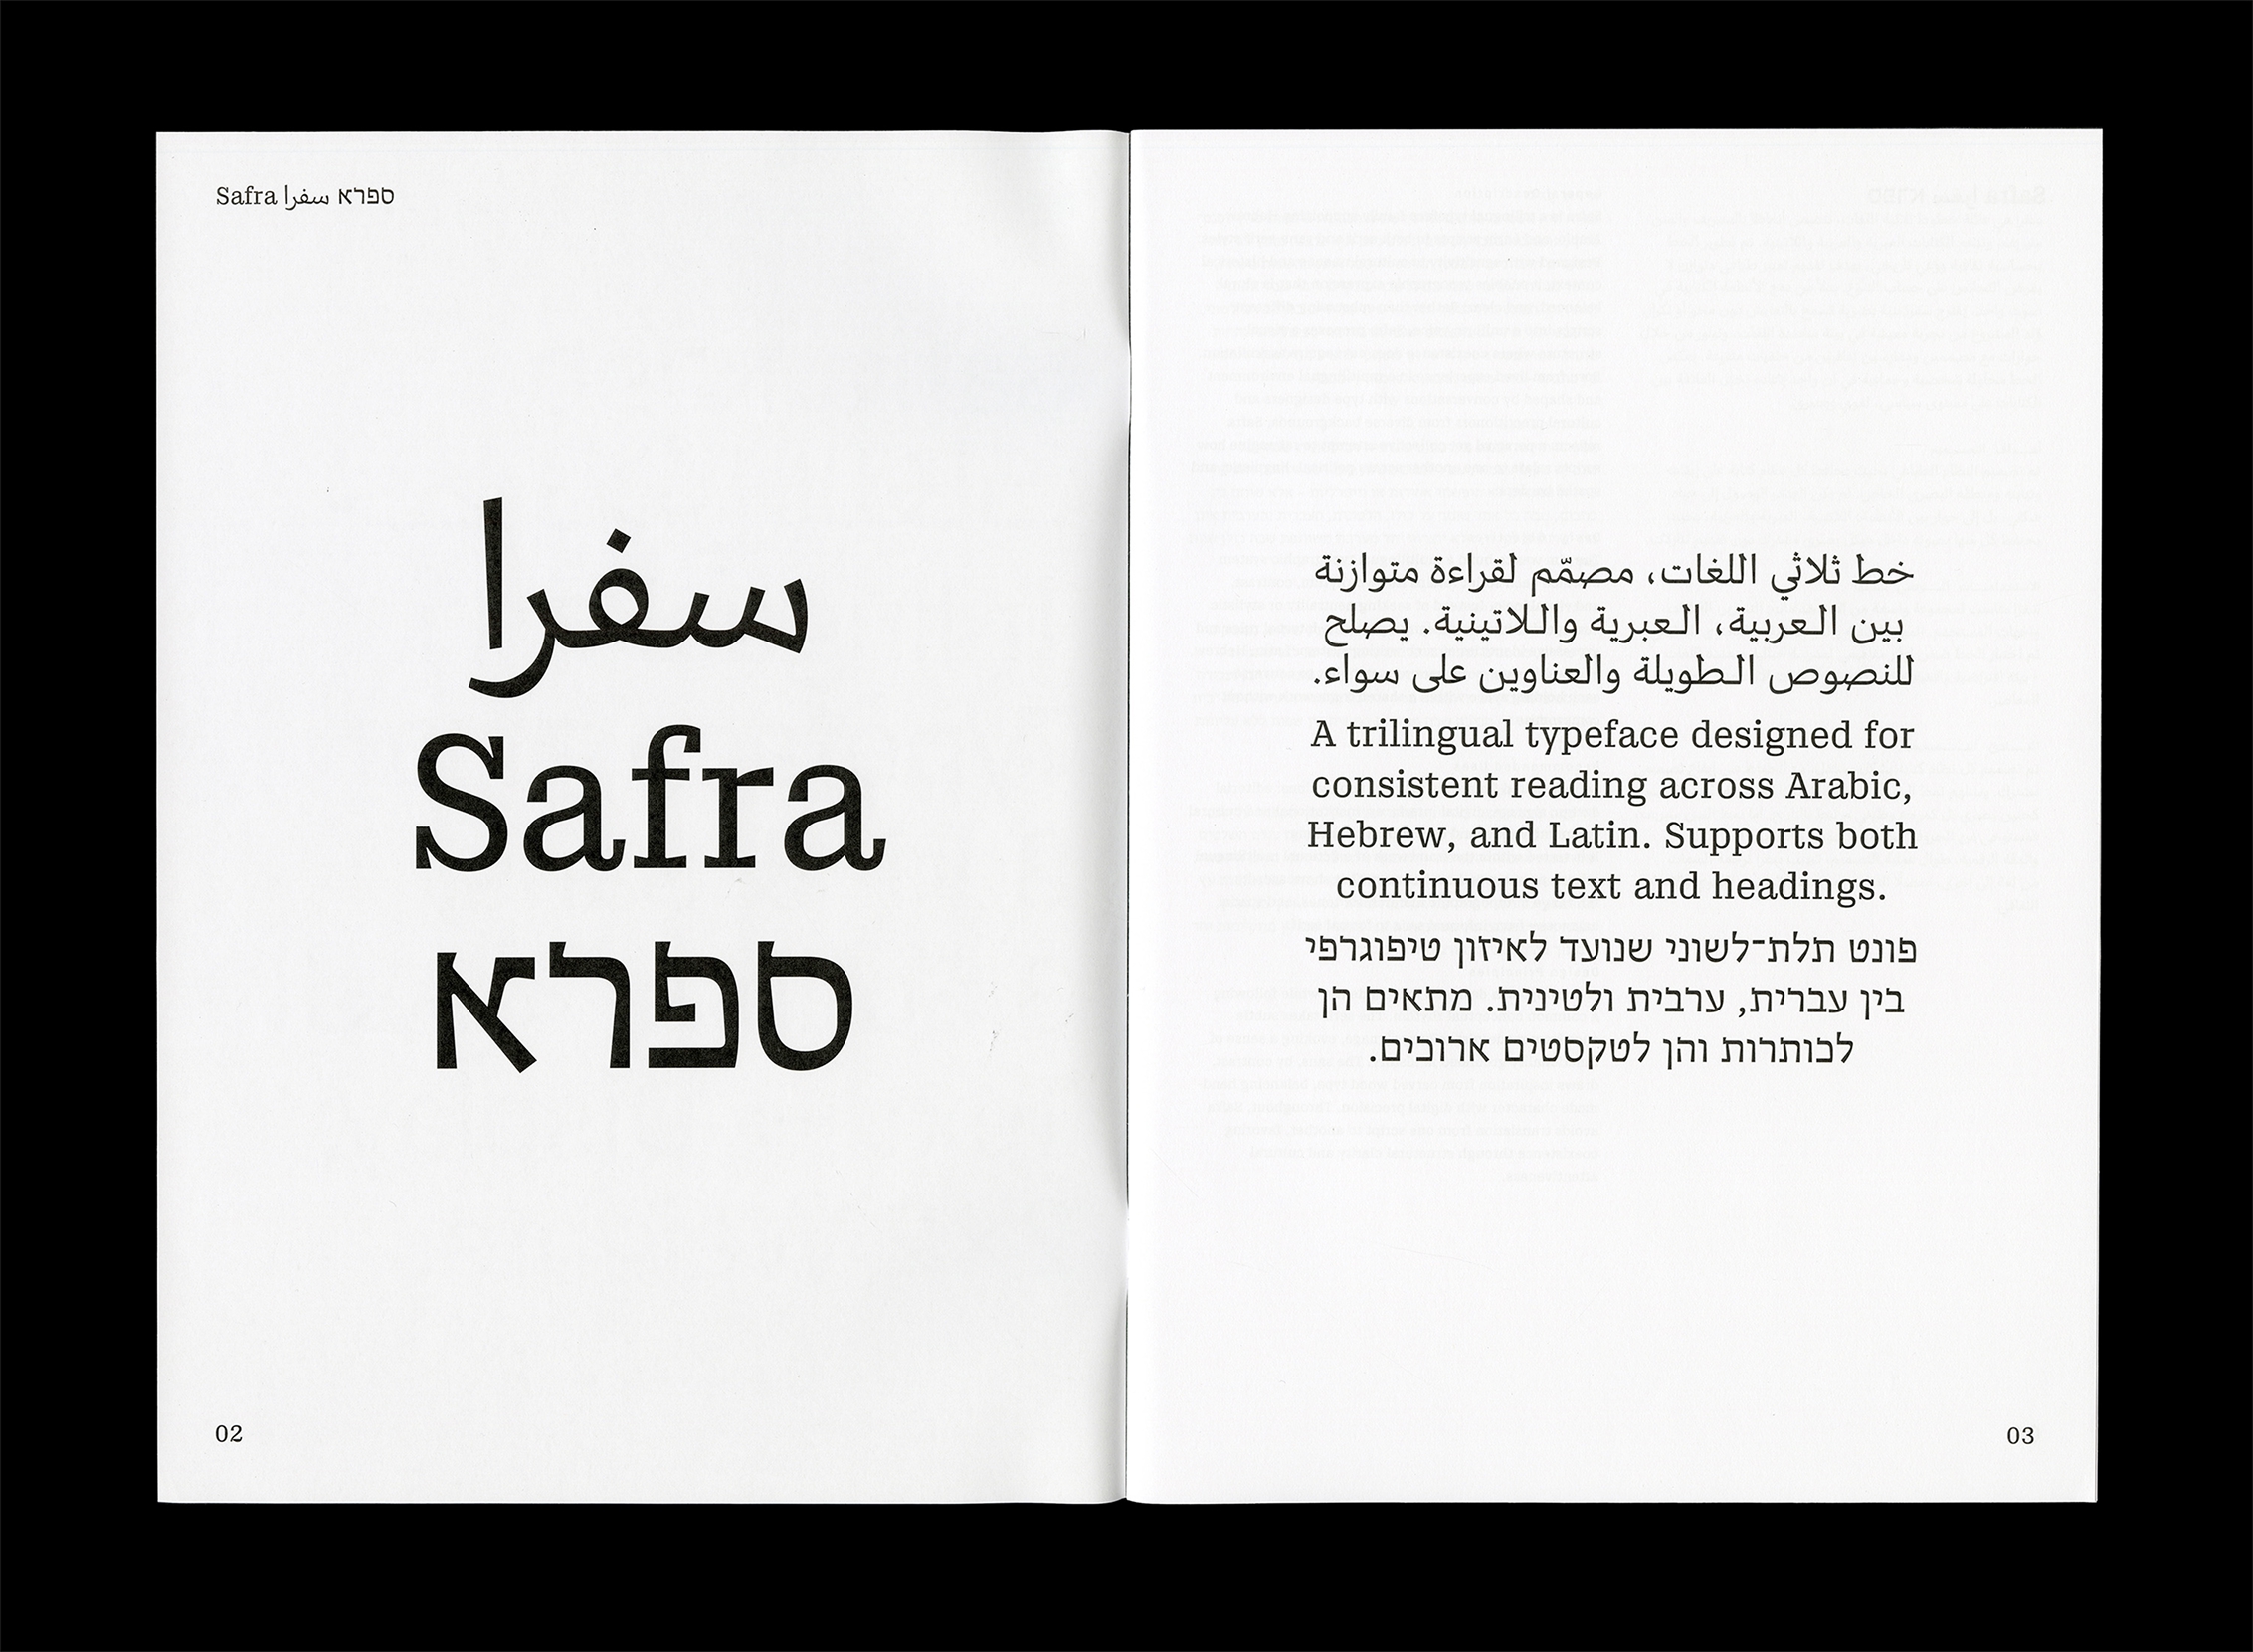 Safra سفرا ספרא
سفرا
Safra
ספרא
02
خط ثلاثي اللغات، مصمّم لقراءة متوازنة
بين العربية، العبرية واللاتينية. يصلح
للنصوص الطويلة والعناوين على سواء.
A trilingual typeface designed for
consistent reading across Arabic,
Hebrew, and Latin. Supports both
continuous text and headings.
פונט תלת־לשוני שנועד לאיזון טיפוגרפי
בין עברית, ערבית ולטינית. מתאים הן
לכותרות והן לטקסטים ארוכים.
03